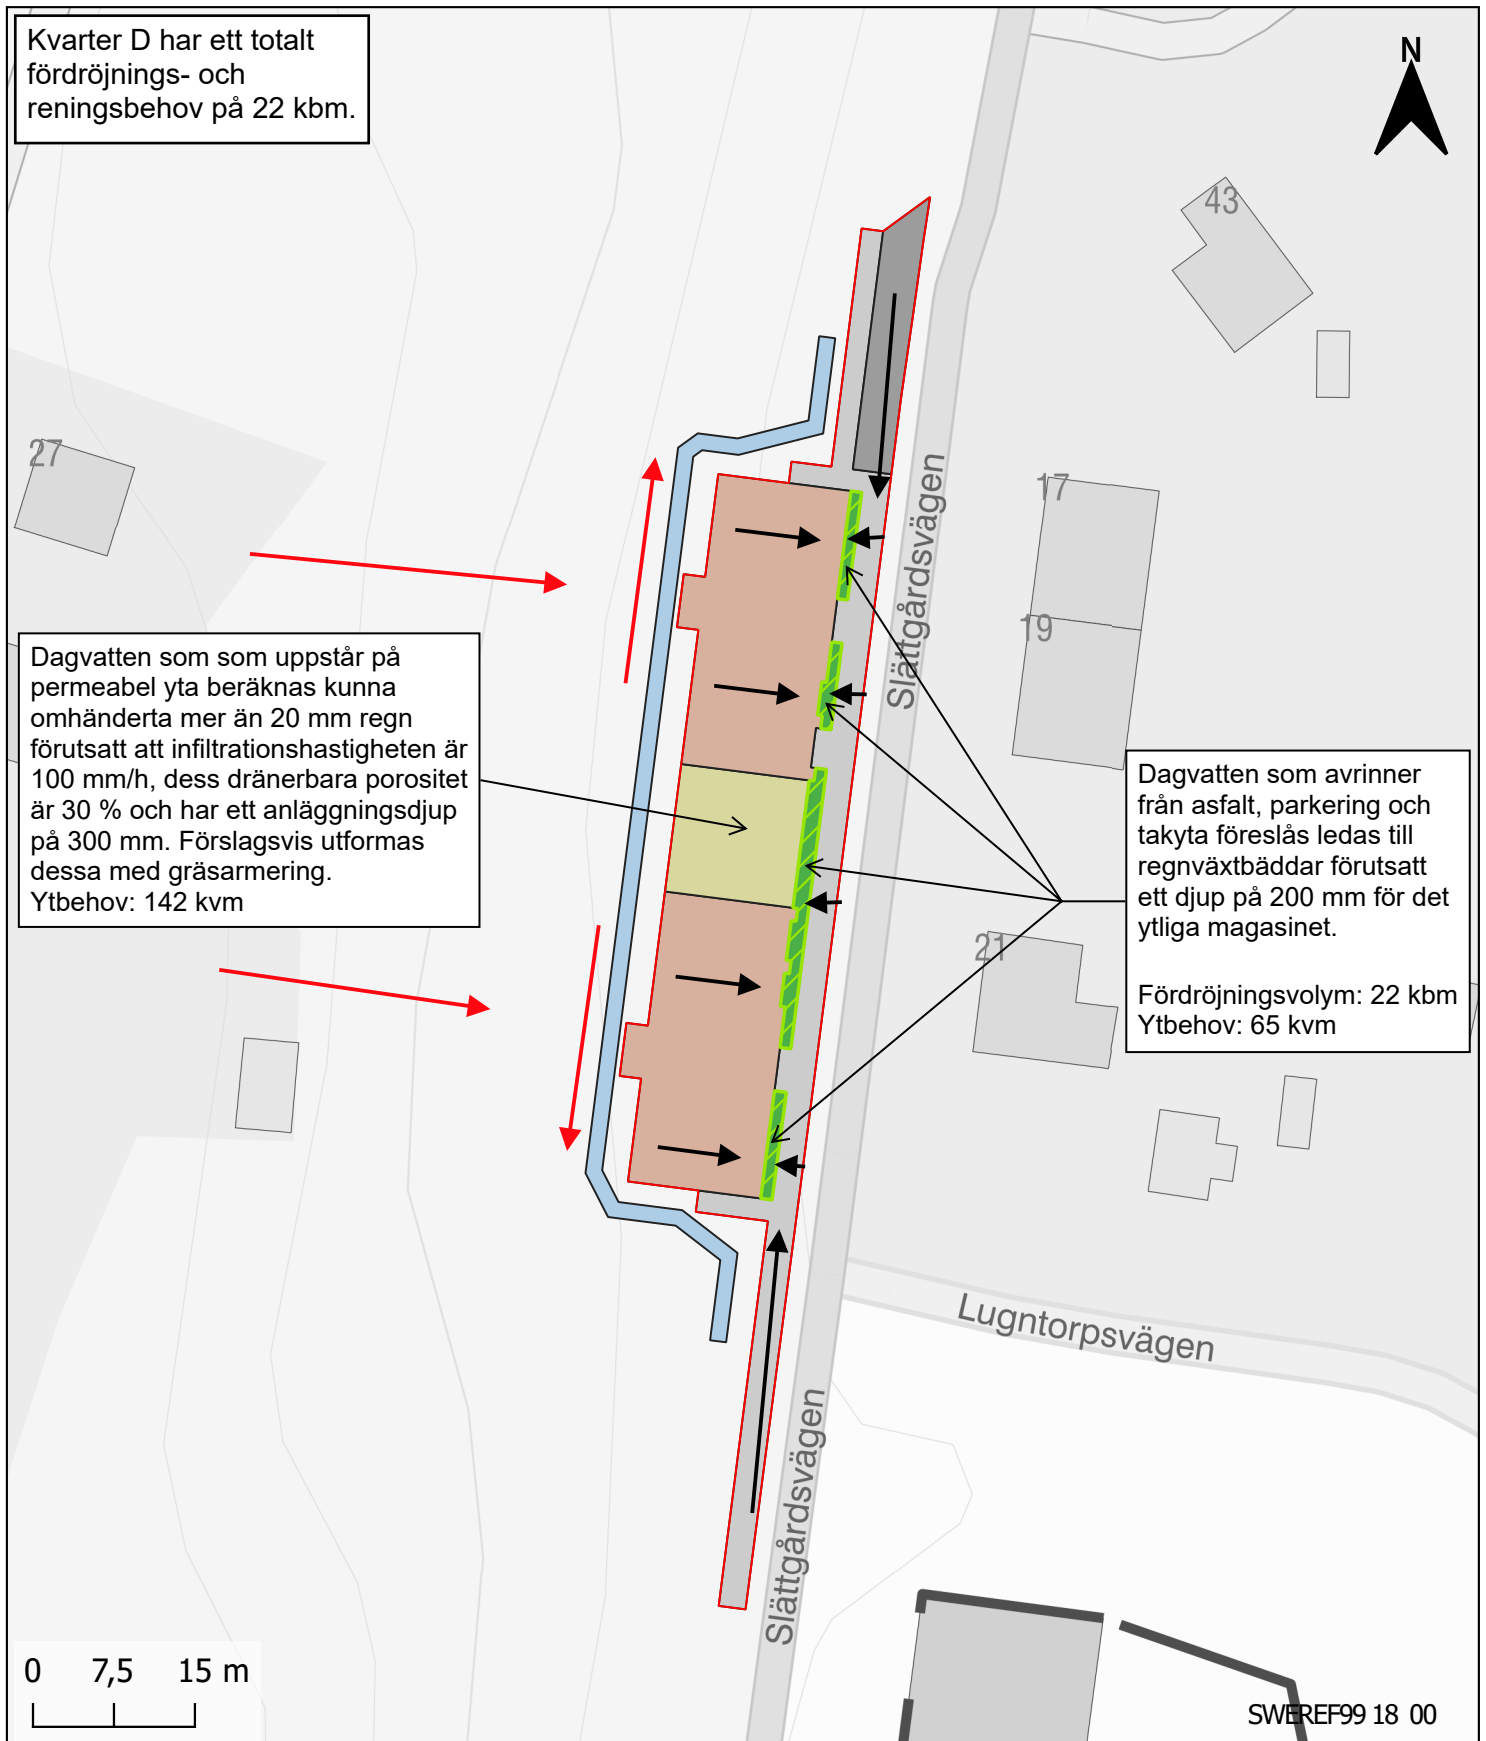 Kvarter D har ett totalt
fördröjnings- och
reningsbehov på 22 kbm.
N
43
27
17
19
21
Slättgårdsvägen
Dagvatten som som uppstår på
permeabel yta beräknas kunna
omhänderta mer än 20 mm regn
förutsatt att infiltrationshastigheten är
100 mm/h, dess dränerbara porositet
är 30 % och har ett anläggningsdjup
på 300 mm. Förslagsvis utformas
dessa med gräsarmering.
Ytbehov: 142 kvm
Dagvatten som avrinner
från asfalt, parkering och
takyta föreslås ledas till
regnväxtbäddar förutsatt
ett djup på 200 mm för det
ytliga magasinet.
Fördröjningsvolym: 22 kbm
Ytbehov: 65 kvm
Lugntorpsvägen
Slättgårdsvägen
0 7,5 15 m
SWEREF99 18 00